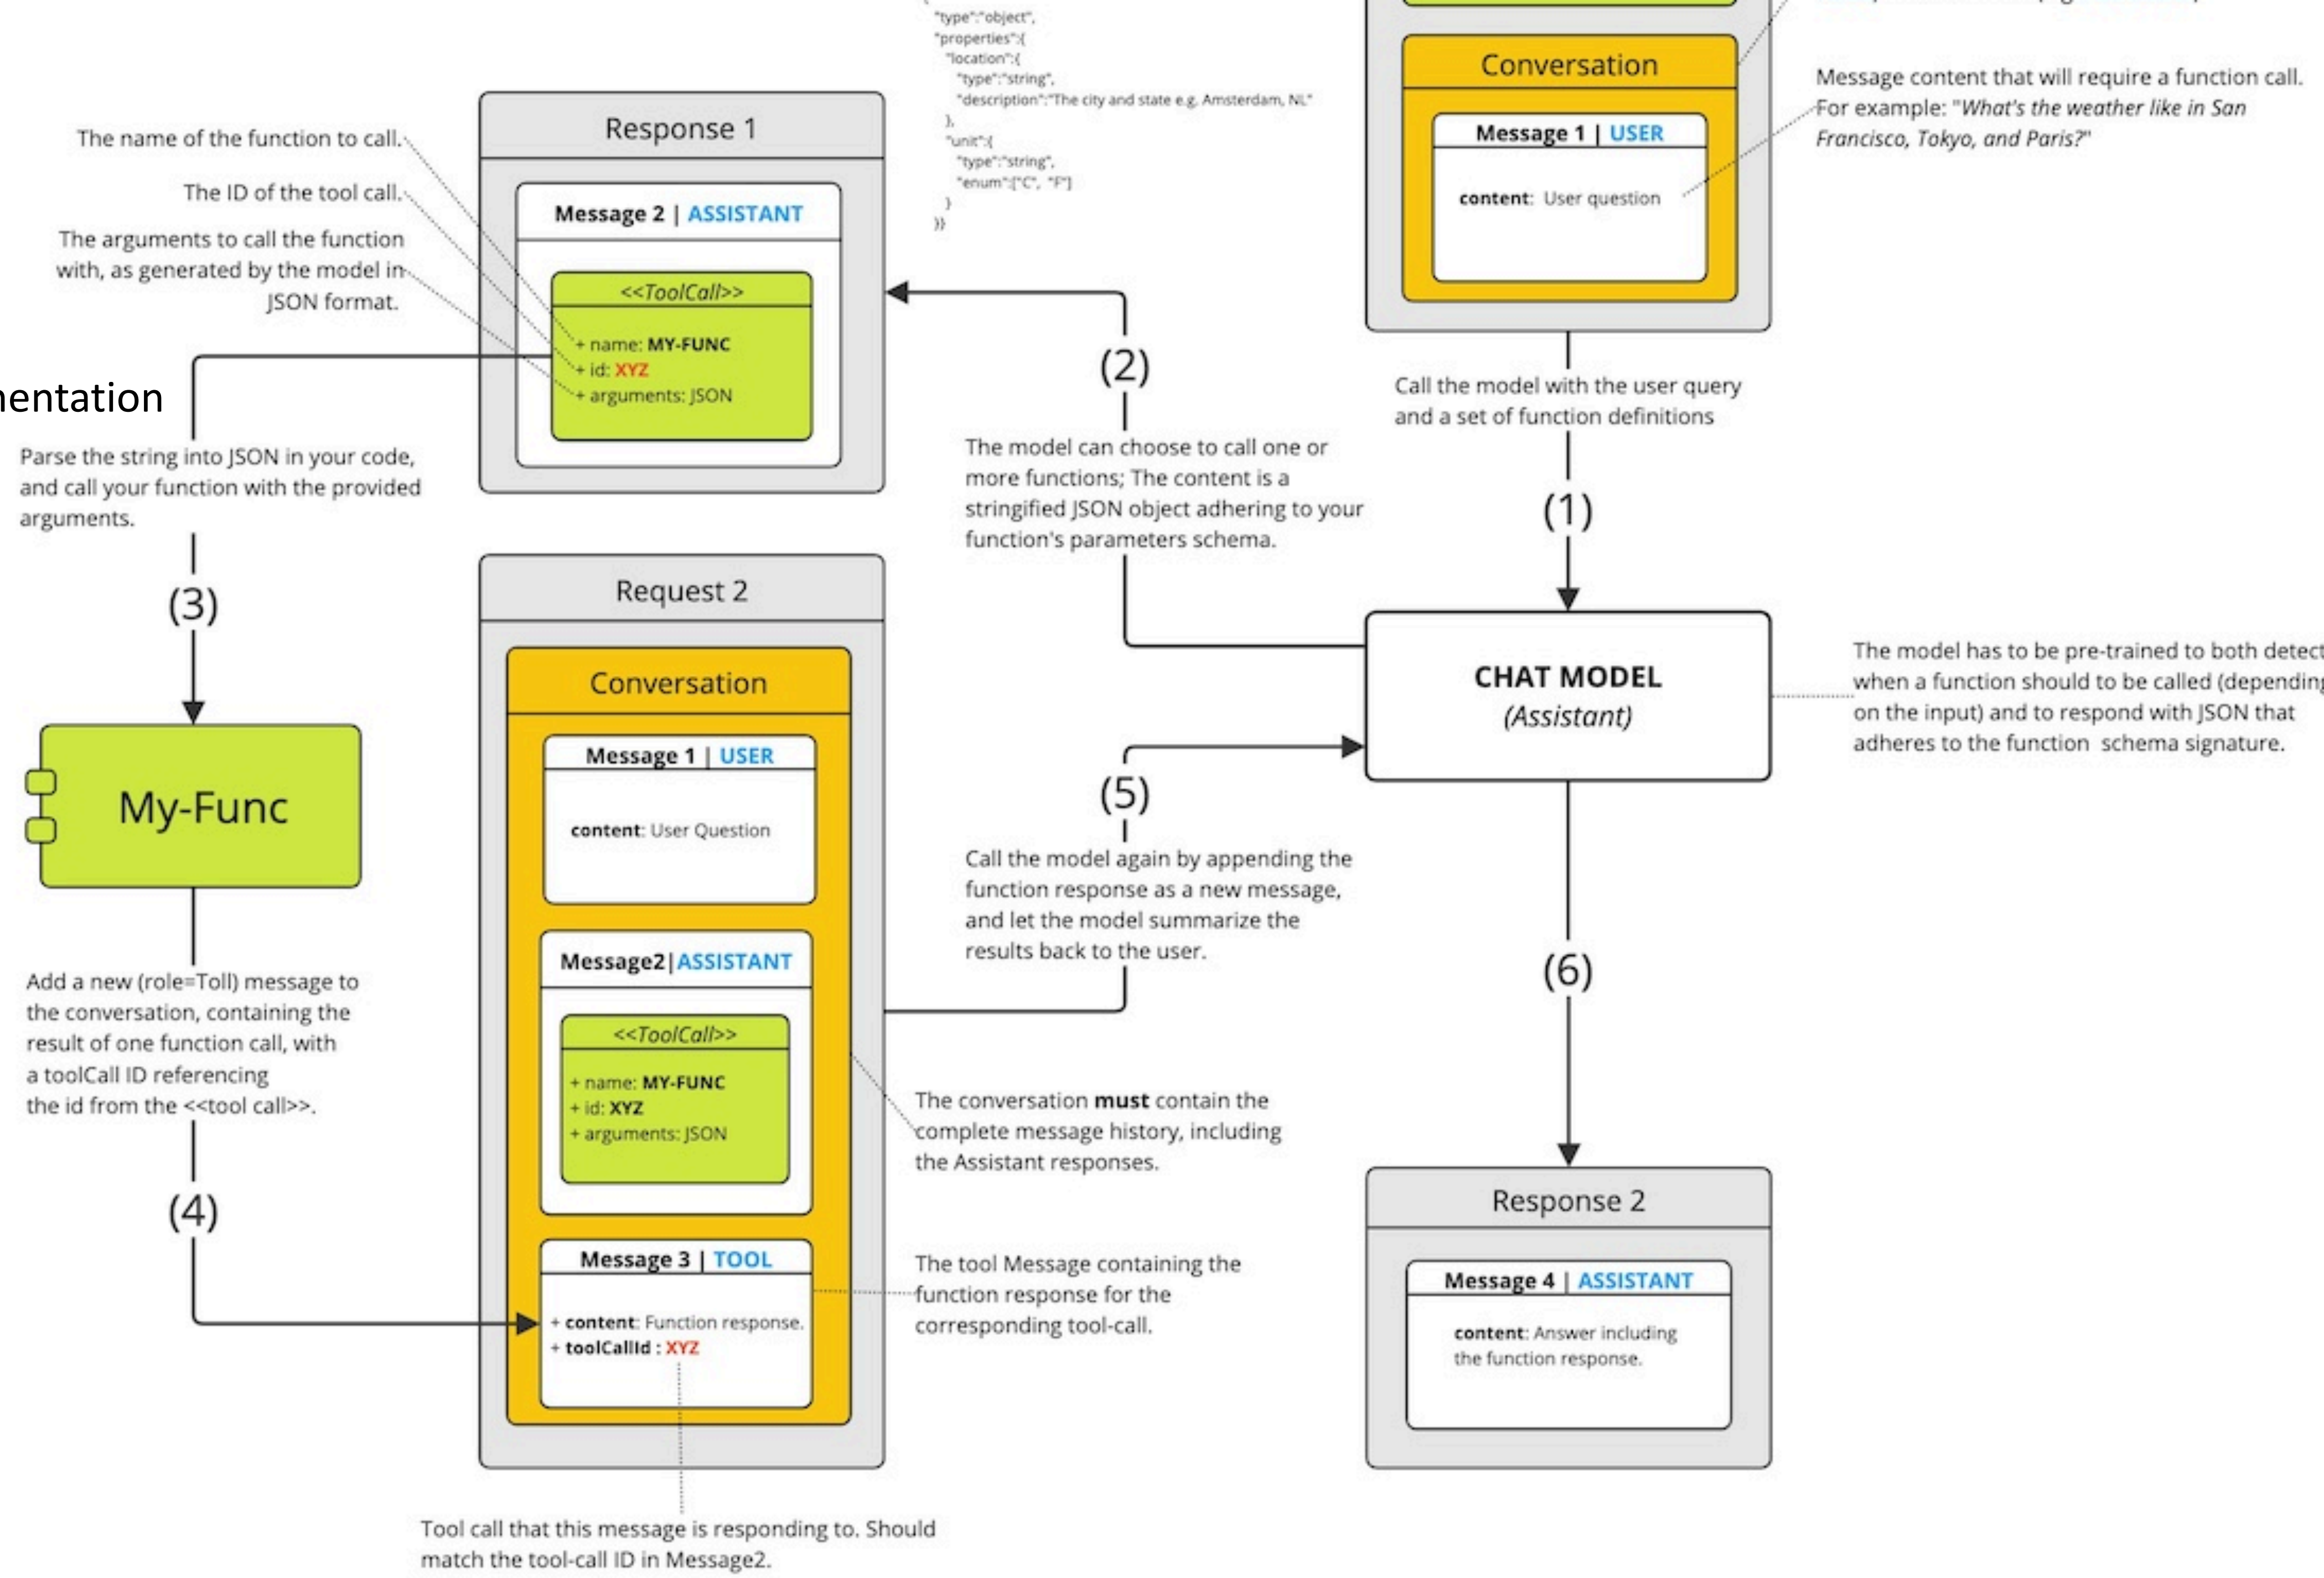 "type":"object",
"properties":{
"location":{
"type":"string",
"description":"The city and state e.g. Amsterdam, NL"
},
"unit":{
"type":"string",
"enum":["C", "F"]
}
}}
Conversation
Message 1 | USER
content: User question
Message content that will require a function call.
For example: "What's the weather like in San
Francisco, Tokyo, and Paris?"
The name of the function to call.
The ID of the tool call.
The arguments to call the function
with, as generated by the model in
JSON format.
Response 1
Message 2 | ASSISTANT
<<ToolCall>>
+ name: MY-FUNC
+ id: XYZ
+ arguments: JSON
(2)
The model can choose to call one or
more functions; The content is a
stringified JSON object adhering to your
function's parameters schema.
Call the model with the user query
and a set of function definitions
(1)
Parse the string into JSON in your code,
and call your function with the provided
arguments.
(3)
My-Func
Add a new (role=Toll) message to
the conversation, containing the
result of one function call, with
a toolCall ID referencing
the id from the <<tool call>>.
(4)
Request 2
Conversation
Message 1 | USER
content: User Question
Message2|ASSISTANT
<<ToolCall>>
+ name: MY-FUNC
+ id: XYZ
+ arguments: JSON
Message 3 | TOOL
+ content: Function response.
+ toolCallId : XYZ
Tool call that this message is responding to. Should
match the tool-call ID in Message2.
CHAT MODEL
(Assistant)
The model has to be pre-trained to both detect
when a function should to be called (depending
on the input) and to respond with JSON that
adheres to the function schema signature.
(5)
Call the model again by appending the
function response as a new message,
and let the model summarize the
results back to the user.
The conversation must contain the
complete message history, including
the Assistant responses.
The tool Message containing the
function response for the
corresponding tool-call.
(6)
Response 2
Message 4 | ASSISTANT
content: Answer including
the function response.